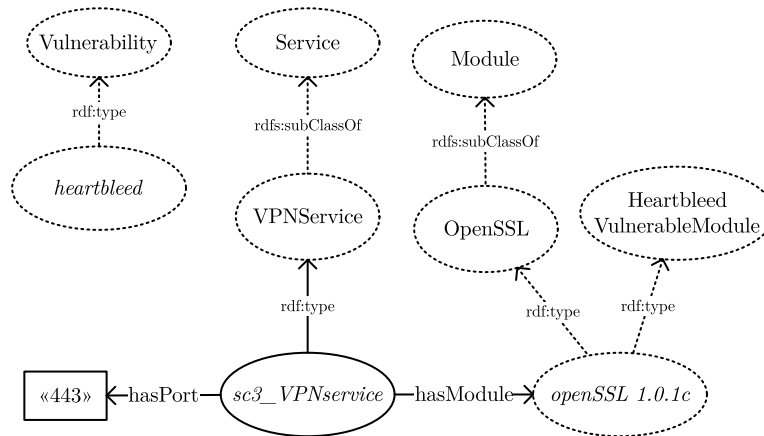 Vulnerability
Service
Module
rdf:type
rdfs:subClassOf
rdfs:subClassOf
heartbleed
VPNService
OpenSSL
Heartbleed
VulnerableModule
rdf:type
rdf:type
rdf:type
«443»
hasPort
sc3_VPNservice
hasModule
openSSL 1.0.1c